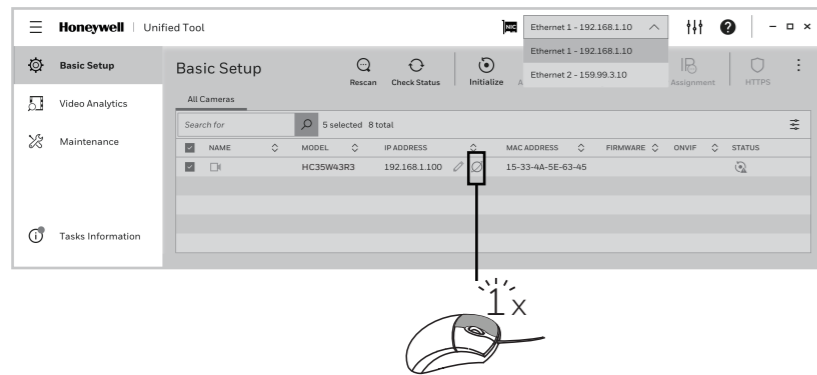 Honeywell Unified Tool
NIC Ethernet 1 - 192.168.1.10
Ethernet 1 - 192.168.1.10
Ethernet 2 - 159.99.3.10
Basic Setup
Video Analytics
Maintenance
Tasks Information
Basic Setup
Rescan Check Status Initialize A Assignment HTTPS
All Cameras
Search for 5 selected 8 total
NAME MODEL IP ADDRESS MAC ADDRESS FIRMWARE ONVIF STATUS
HC35W43R3 192.168.1.100 15-33-4A-5E-63-45
1x